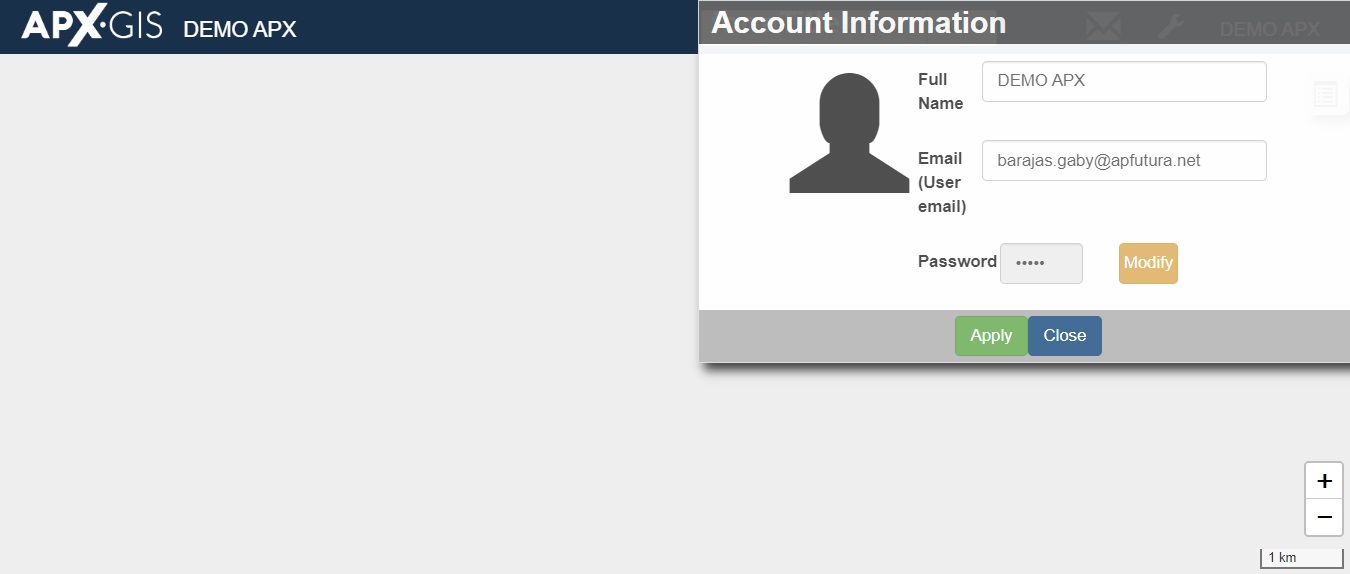 APX·GIS DEMO APX
Account Information
DEMO APX
Full
Name
DEMO APX
Email
(User
email)
barajas.gaby@apfutura.net
Password
•••••
Modify
Apply
Close
+
−
1 km